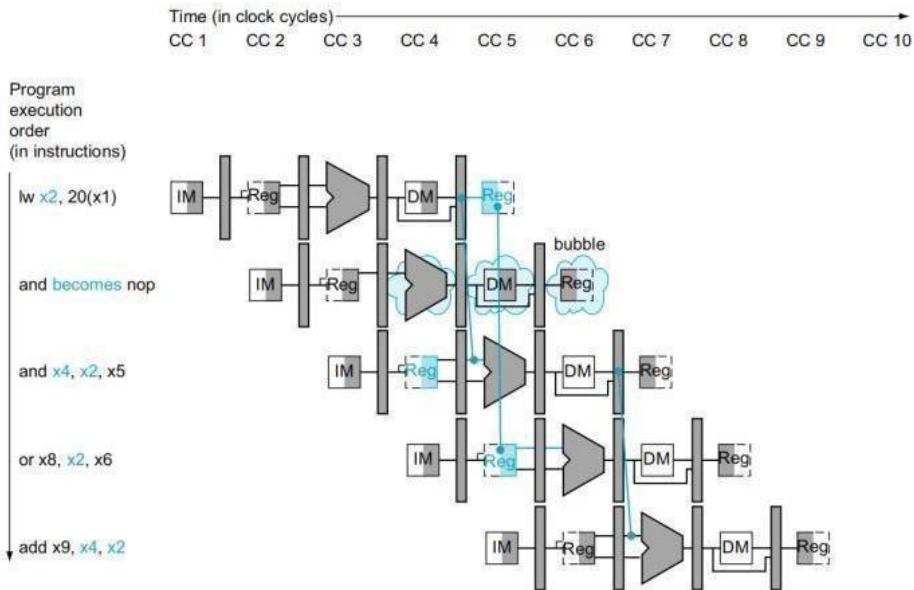 Time (in clock cycles)
CC 1 CC 2 CC 3 CC 4 CC 5 CC 6 CC 7 CC 8 CC 9 CC 10
Program
execution
order
(in instructions)
lw x2, 20(x1)
IM Reg DM Reg
bubble
and becomes nop
IM Reg DM Reg
and x4, x2, x5
IM Reg DM Reg
or x8, x2, x6
IM Reg DM Reg
add x9, x4, x2
IM Reg DM Reg